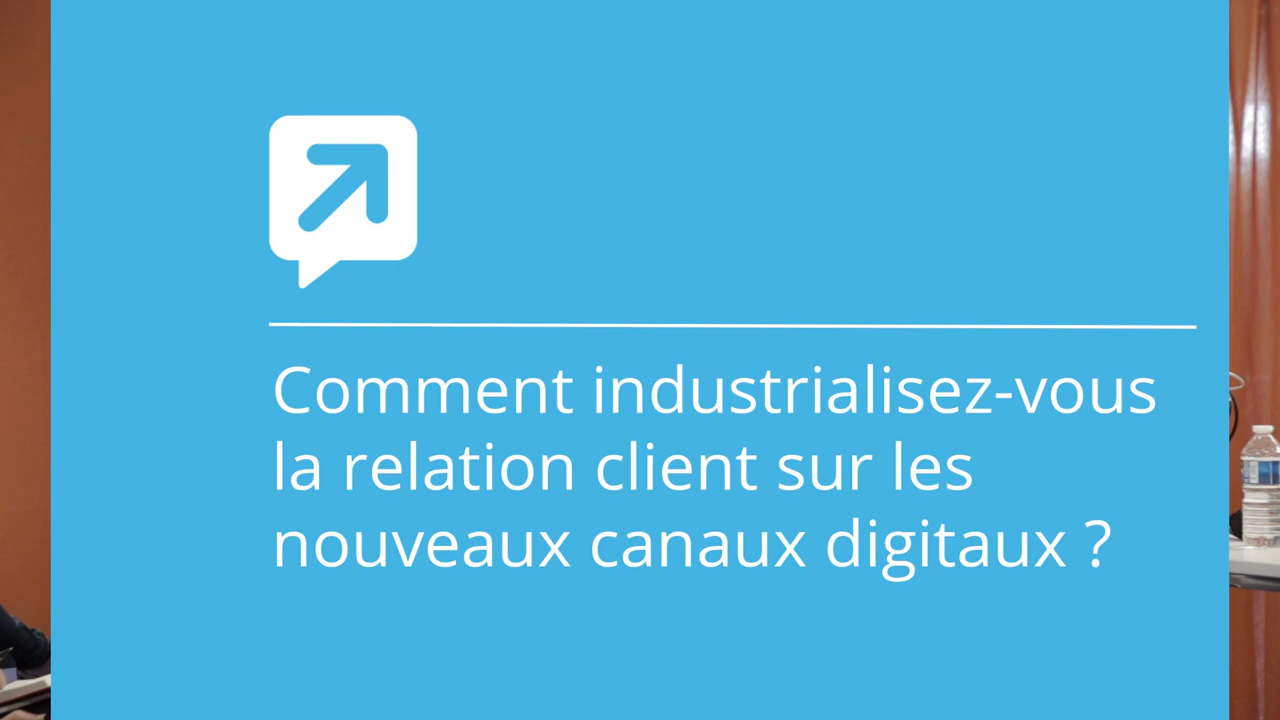 Comment industrialisez-vous
la relation client sur les
nouveaux canaux digitaux ?